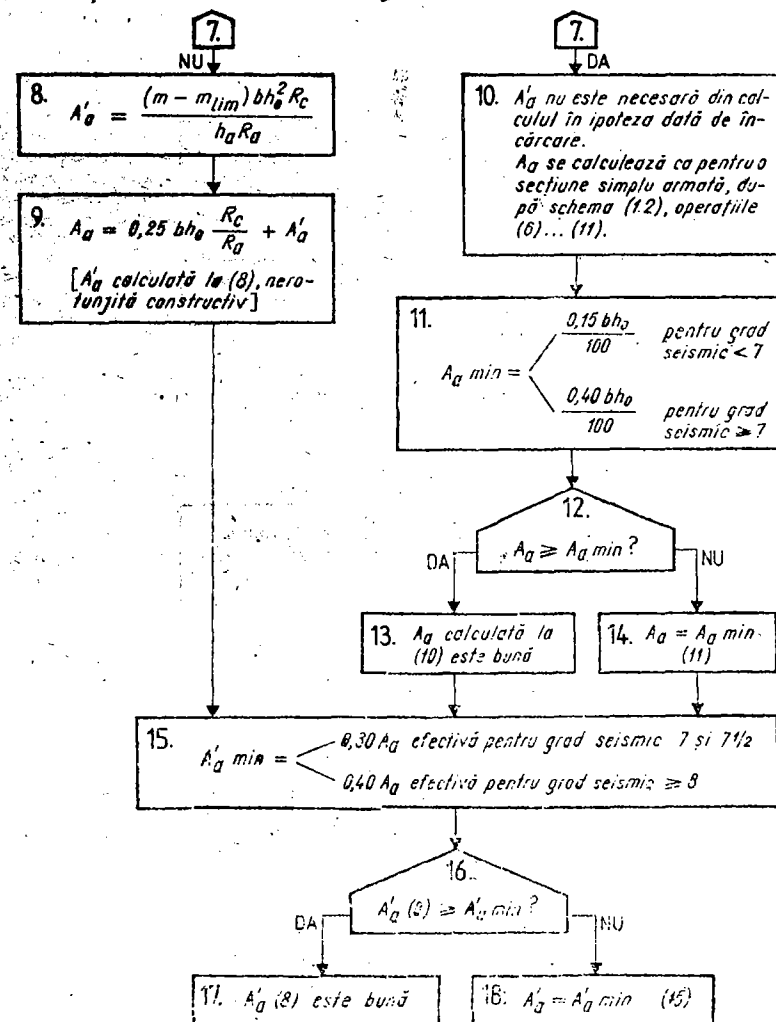 7.
NU
8. A'a = (m – mlim) bh₀² Rc / ha Ra
9. Aa = 0,25 bh₀ Rc / Ra + A'a
[A'a calculată la (8), nero-
tunjită constructiv]
7.
DA
10. A'a nu este necesară din cal-
culul în ipoteza dată de în-
cărcare.
Aa se calculează ca pentru o
secțiune simplu armată, du-
pă schema (1.2), operațiile
(6)... (11).
11. Aa min =
0,15 bh₀ / 100 pentru grad
seismic < 7
0,40 bh₀ / 100 pentru grad
seismic ≥ 7
12.
Aa ≥ Aa min?
DA
NU
13. Aa calculată la
(10) este bună
14. Aa = Aa min
(11)
15. A'a min =
0,30 Aa efectivă pentru grad seismic 7 și 7 1/2
0,40 Aa efectivă pentru grad seismic ≥ 8
16.
A'a (8) ≥ A'a min?
DA
NU
17. A'a (8) este bună
18. A'a = A'a min (15)